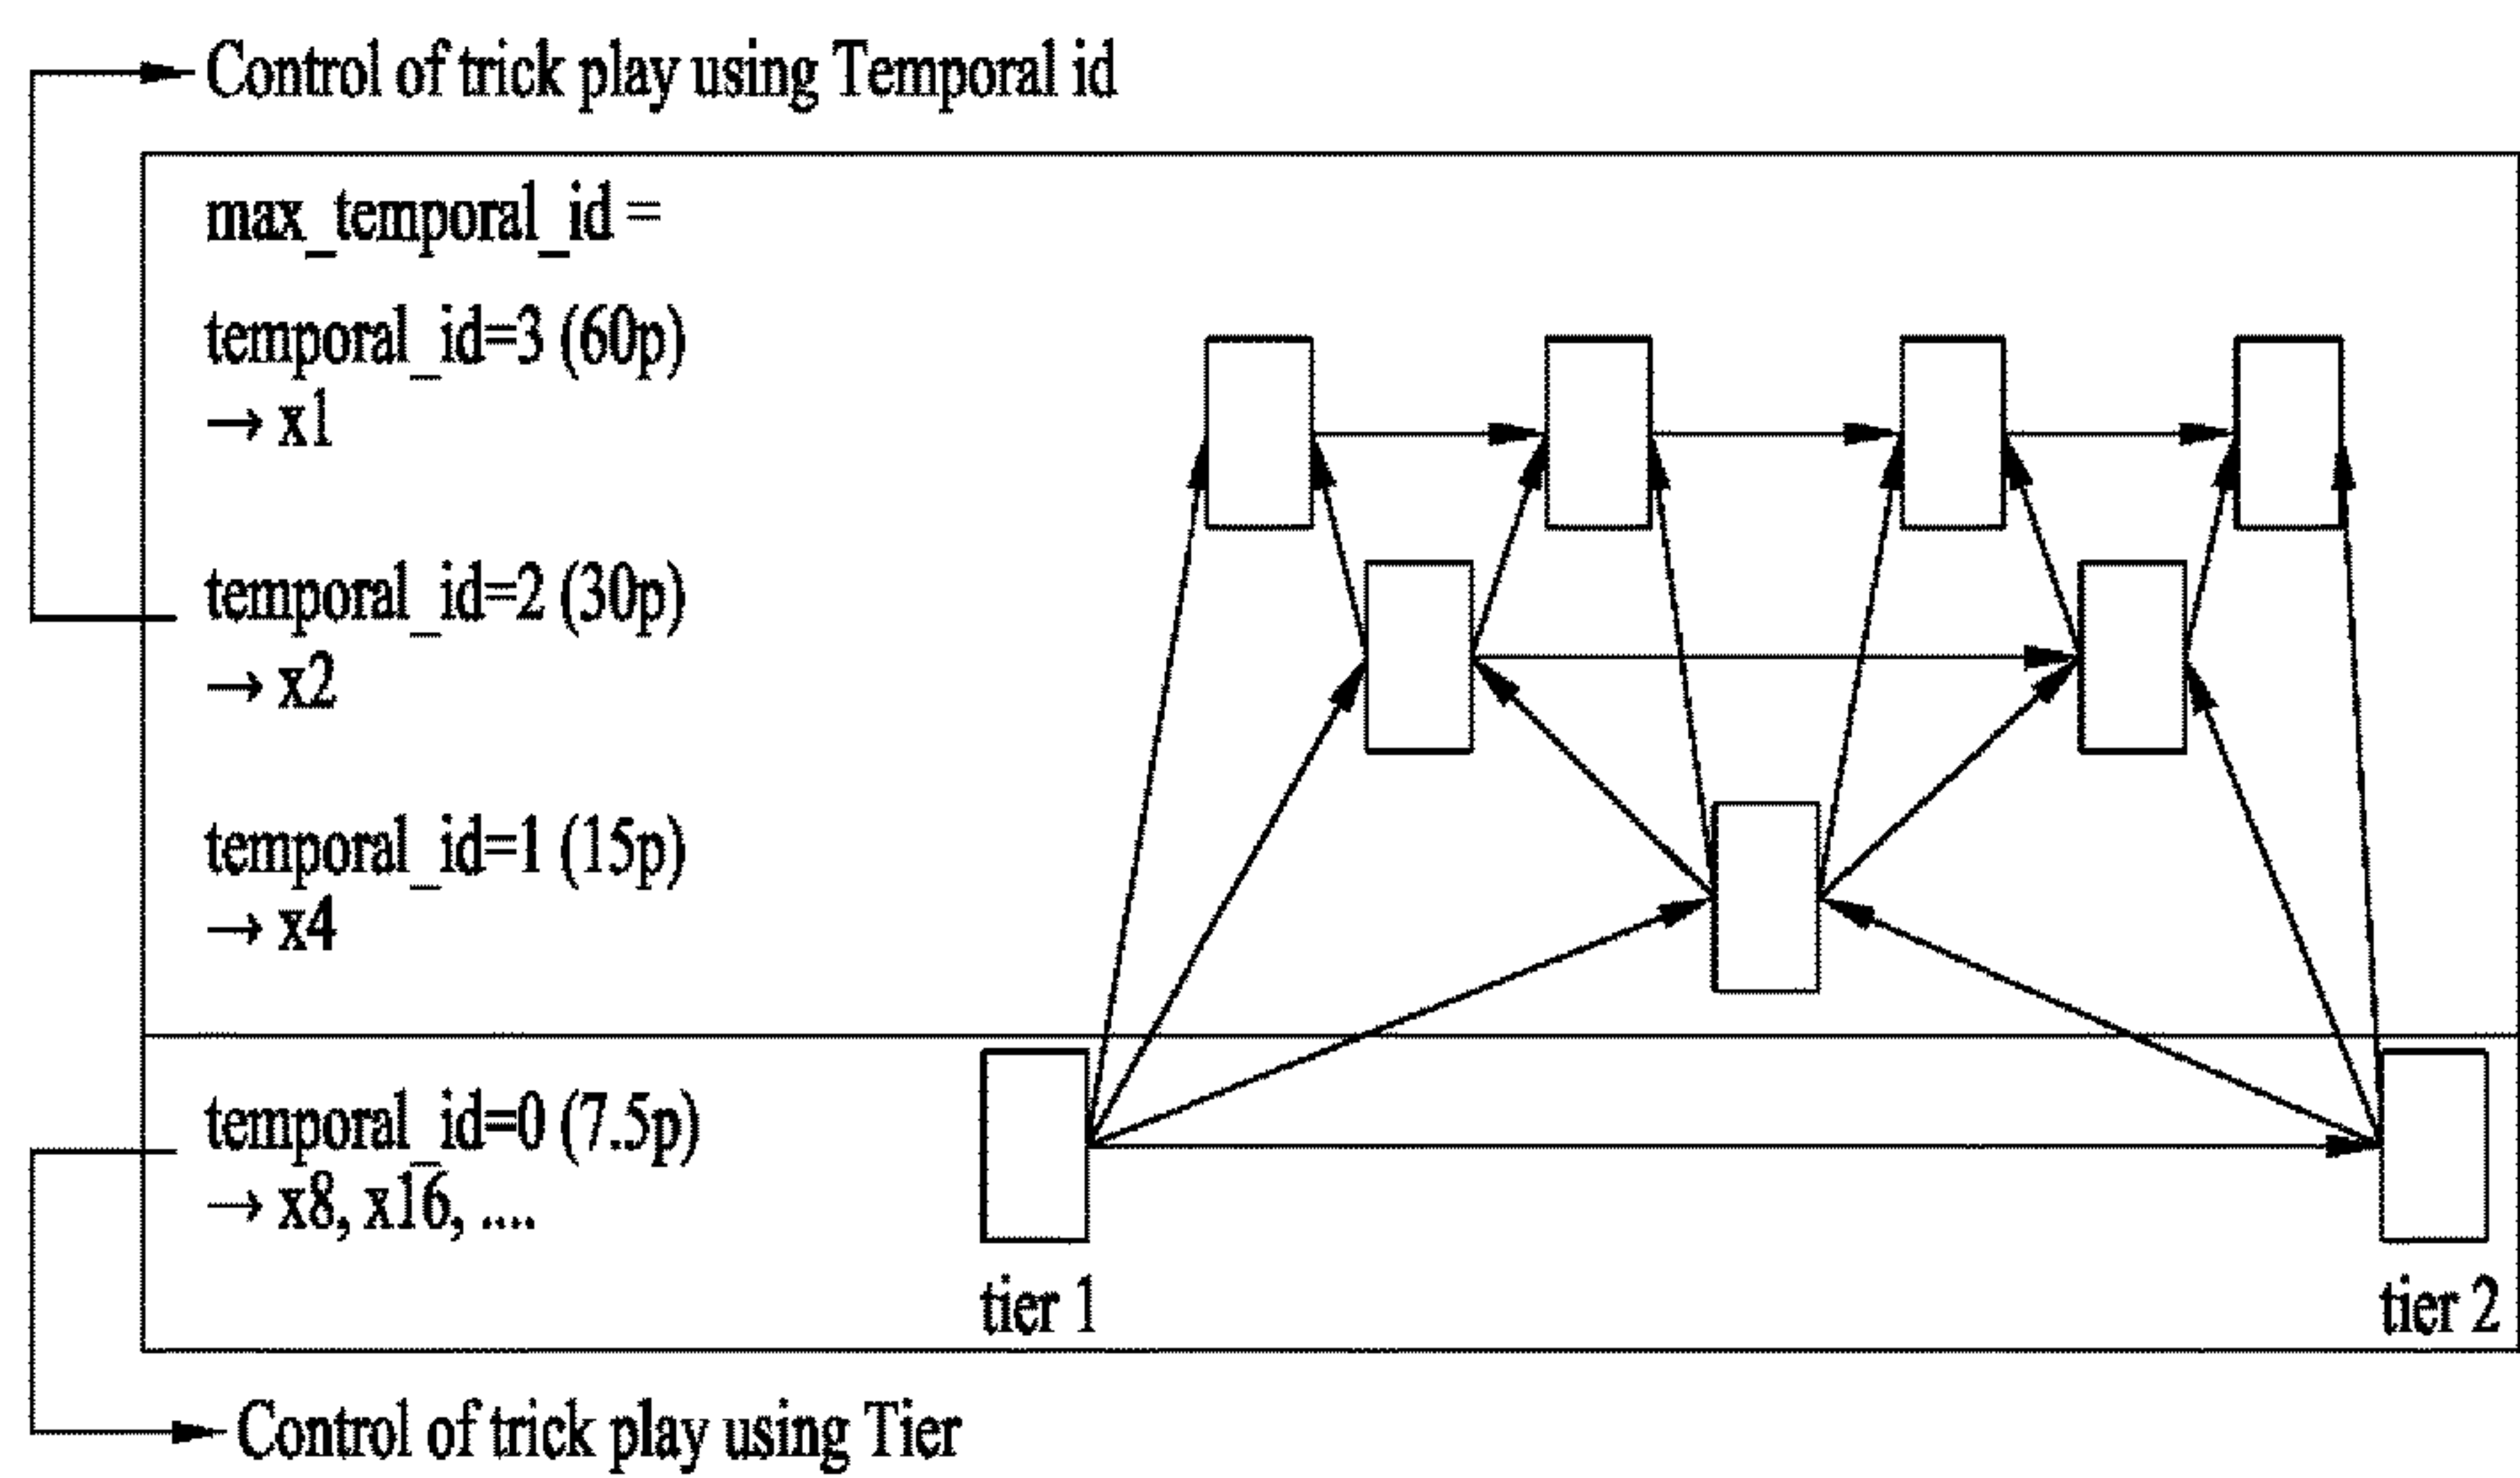 Control of trick play using Temporal id
max_temporal_id =
temporal_id=3 (60p)
→ x1
temporal_id=2 (30p)
→ x2
temporal_id=1 (15p)
→ x4
temporal_id=0 (7.5p)
→ x8, x16, ....
tier 1
tier 2
Control of trick play using Tier